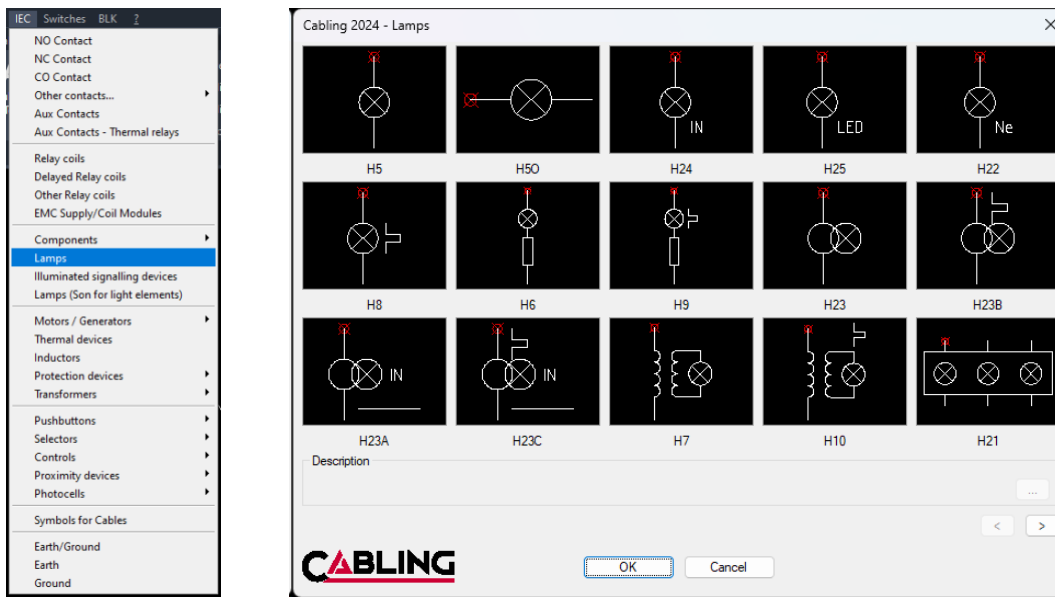 IEC Switches BLK ?
NO Contact
NC Contact
CO Contact
Other contacts...
Aux Contacts
Aux Contacts - Thermal relays
Relay coils
Delayed Relay coils
Other Relay coils
EMC Supply/Coil Modules
Components
Lamps
Illuminated signalling devices
Lamps (Son for light elements)
Motors / Generators
Thermal devices
Inductors
Protection devices
Transformers
Pushbuttons
Selectors
Controls
Proximity devices
Photocells
Symbols for Cables
Earth/Ground
Earth
Ground
Cabling 2024 - Lamps
IN LED Ne
H5 H5O H24 H25 H22
H8 H6 H9 H23 H23B
IN IN
H23A H23C H7 H10 H21
Description
...
< >
CABLING
OK Cancel